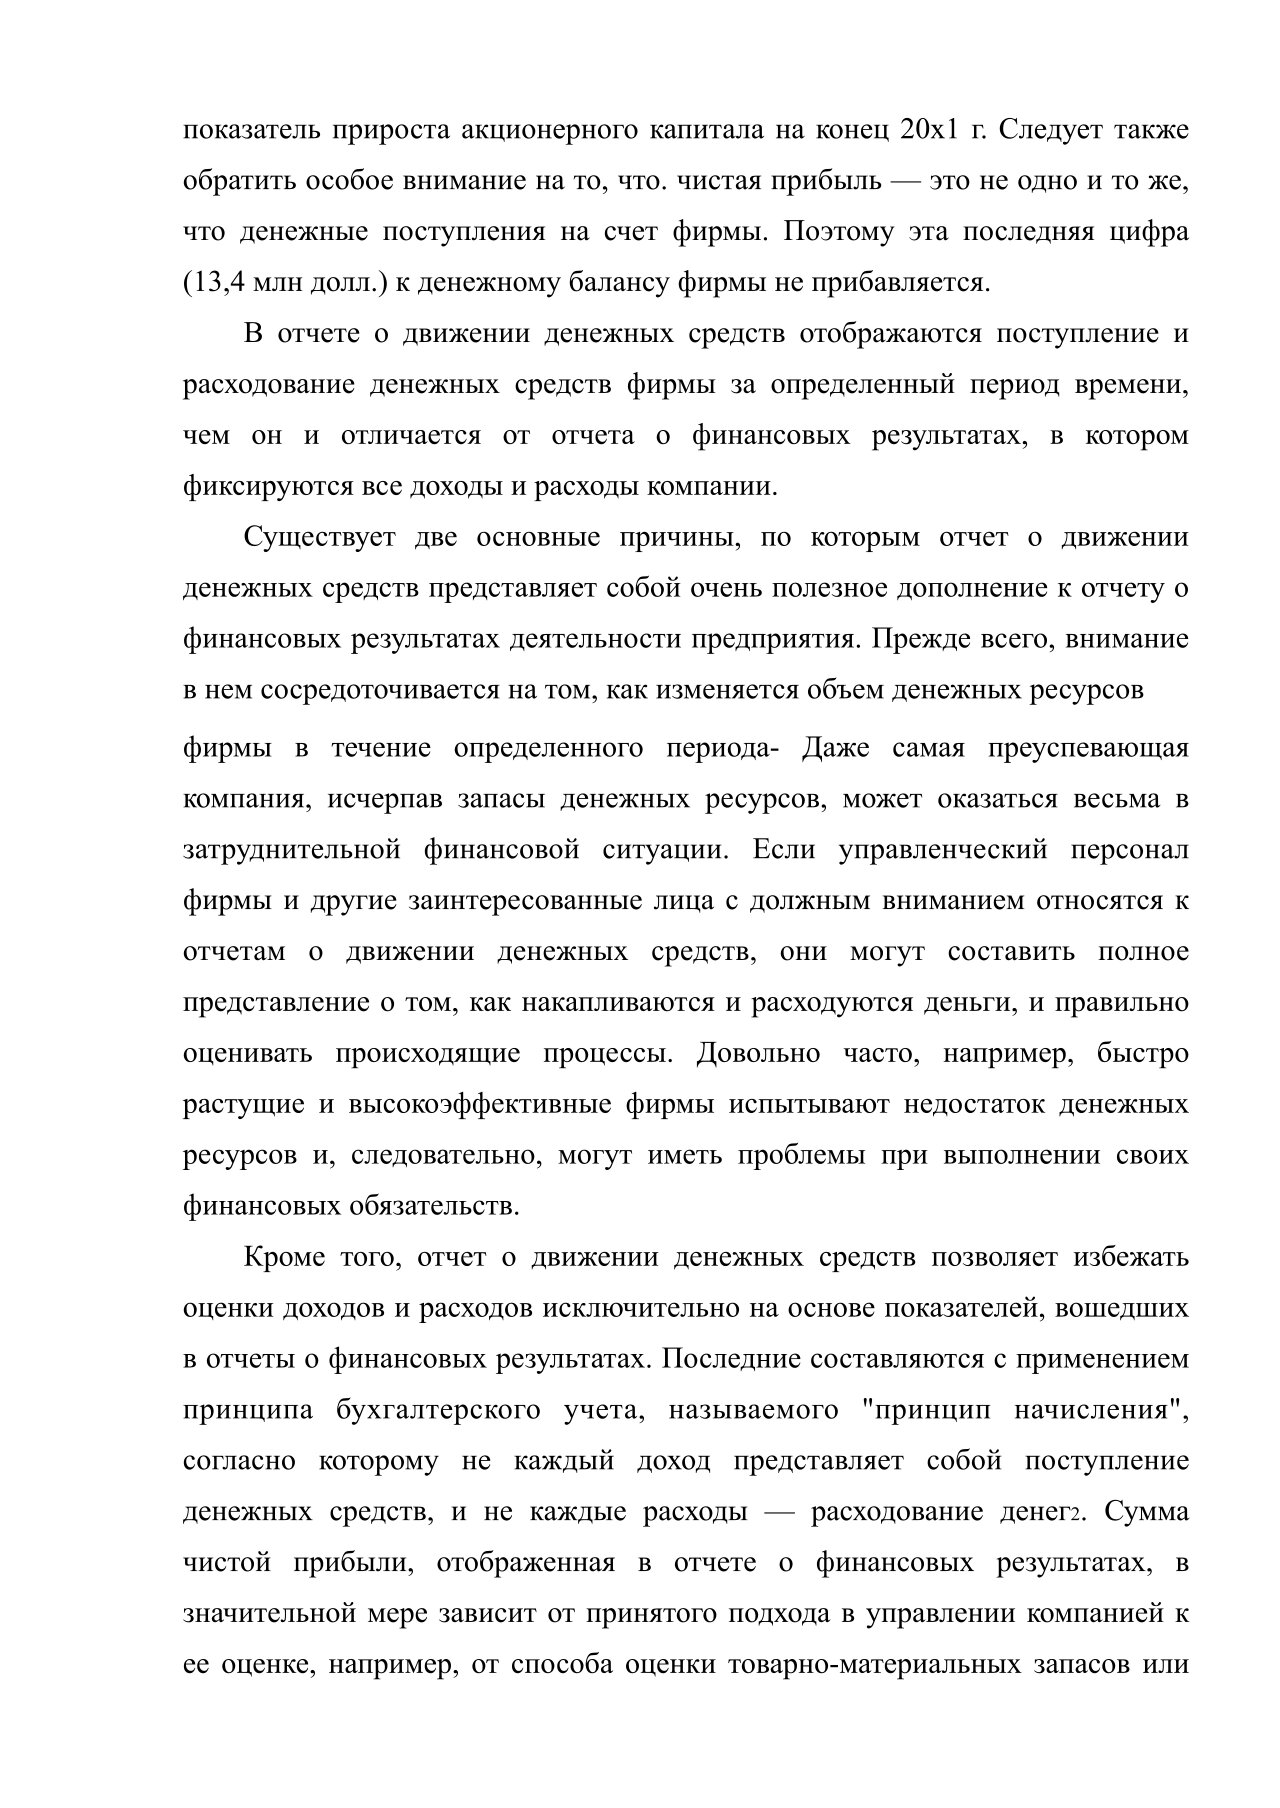 показатель прироста акционерного капитала на конец 20х1 г. Следует также
обратить особое внимание на то, что. чистая прибыль — это не одно и то же,
что денежные поступления на счет фирмы. Поэтому эта последняя цифра
(13,4 млн долл.) к денежному балансу фирмы не прибавляется.
В отчете о движении денежных средств отображаются поступление и
расходование денежных средств фирмы за определенный период времени,
чем он и отличается от отчета о финансовых результатах, в котором
фиксируются все доходы и расходы компании.
Существует две основные причины, по которым отчет о движении
денежных средств представляет собой очень полезное дополнение к отчету о
финансовых результатах деятельности предприятия. Прежде всего, внимание
в нем сосредоточивается на том, как изменяется объем денежных ресурсов
фирмы в течение определенного периода- Даже самая преуспевающая
компания, исчерпав запасы денежных ресурсов, может оказаться весьма в
затруднительной финансовой ситуации. Если управленческий персонал
фирмы и другие заинтересованные лица с должным вниманием относятся к
отчетам о движении денежных средств, они могут составить полное
представление о том, как накапливаются и расходуются деньги, и правильно
оценивать происходящие процессы. Довольно часто, например, быстро
растущие и высокоэффективные фирмы испытывают недостаток денежных
ресурсов и, следовательно, могут иметь проблемы при выполнении своих
финансовых обязательств.
Кроме того, отчет о движении денежных средств позволяет избежать
оценки доходов и расходов исключительно на основе показателей, вошедших
в отчеты о финансовых результатах. Последние составляются с применением
принципа бухгалтерского учета, называемого "принцип начисления",
согласно которому не каждый доход представляет собой поступление
денежных средств, и не каждые расходы — расходование денег2. Сумма
чистой прибыли, отображенная в отчете о финансовых результатах, в
значительной мере зависит от принятого подхода в управлении компанией к
ее оценке, например, от способа оценки товарно-материальных запасов или